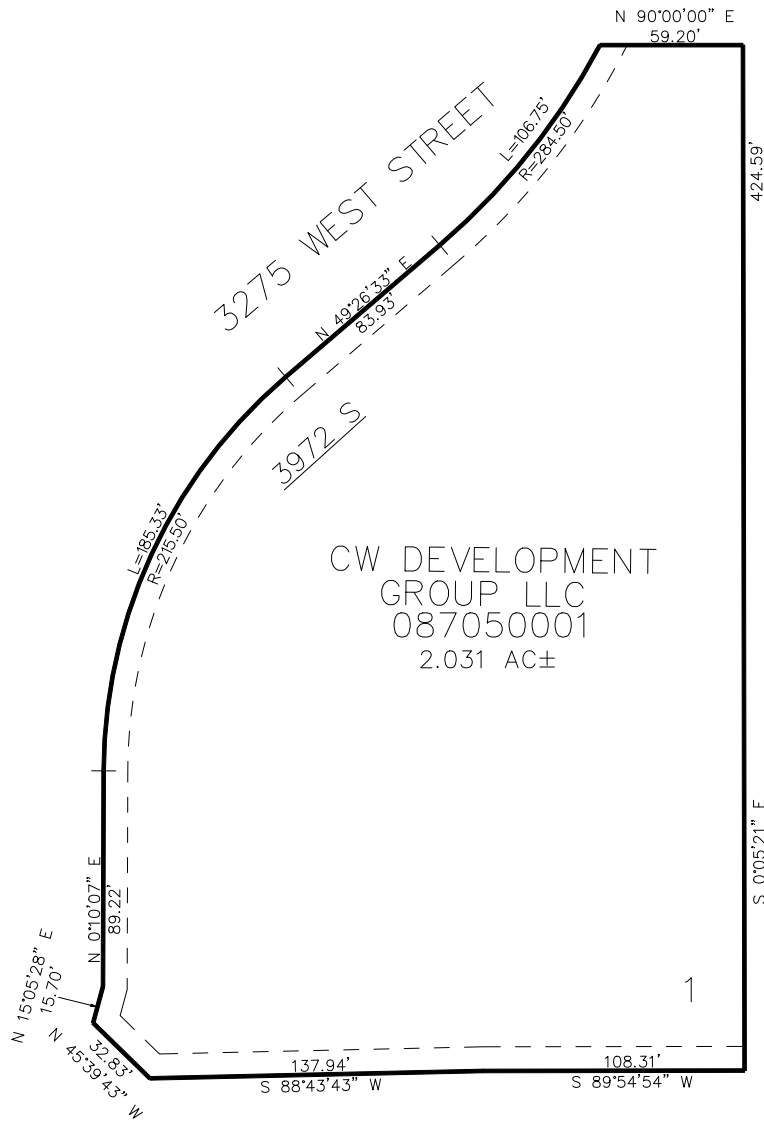 N 90°00'00" E
59.20'
L=106.75'
R=284.50'
424.59'
3275 WEST STREET
N 49°26'33" E
83.93'
3972 S
L=185.33'
R=215.50'
CW DEVELOPMENT
GROUP LLC
087050001
2.031 AC±
S 0°05'21" E
N 0°10'07" E
89.22'
N 15°05'28" E
15.70'
1
32.83'
N 45°39'43" W
137.94'
S 88°43'43" W
108.31'
S 89°54'54" W